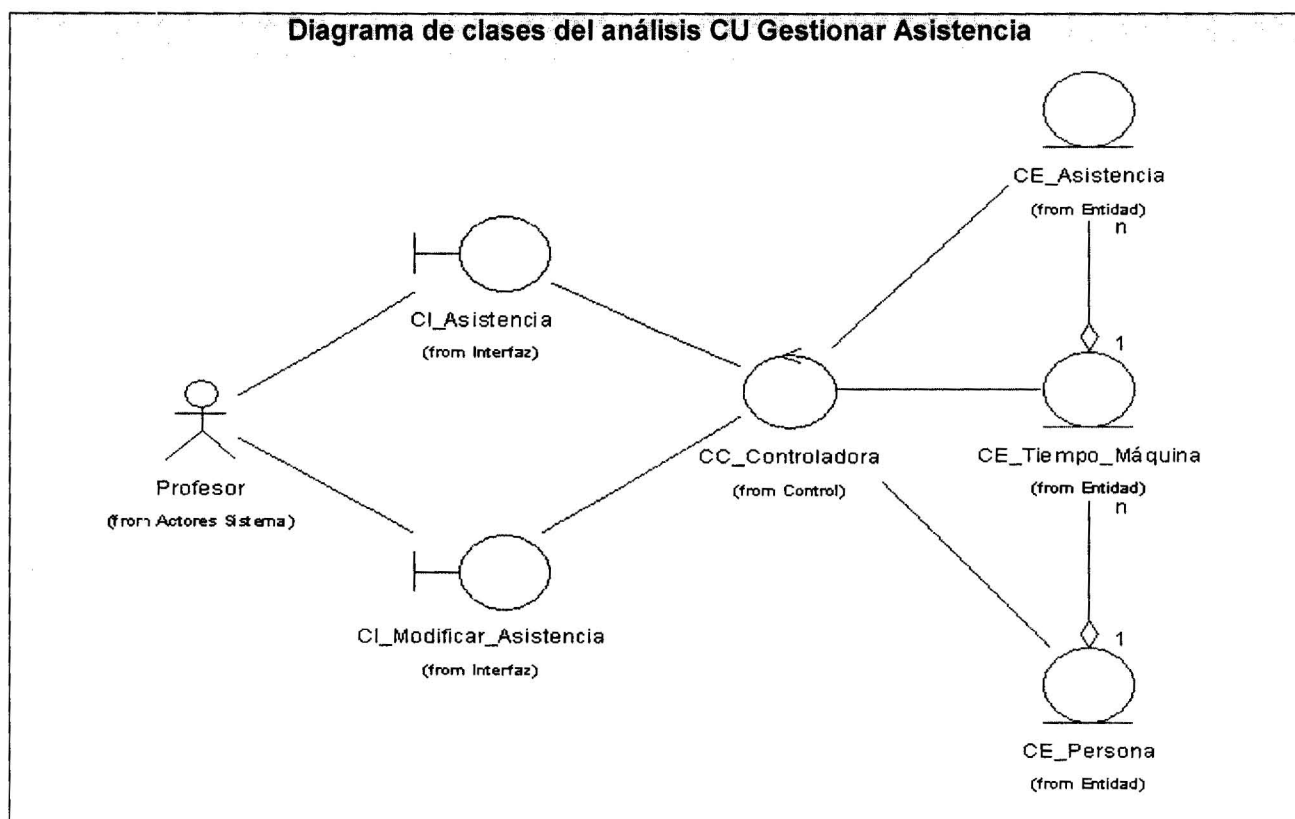 Diagrama de clases del análisis CU Gestionar Asistencia
CE_Asistencia
(from Entidad)
n
CI_Asistencia
(from Interfaz)
1
Profesor
(from Actores Sistema)
CC_Controladora
(from Control)
CE_Tiempo_Máquina
(from Entidad)
n
CI_Modificar_Asistencia
(from Interfaz)
1
CE_Persona
(from Entidad)